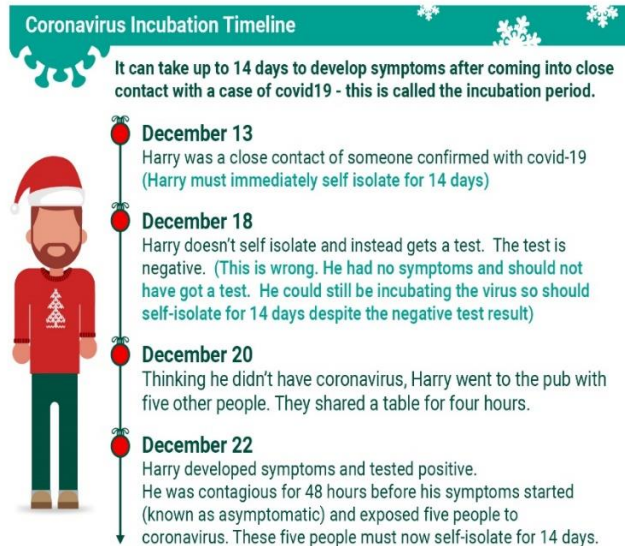 Coronavirus Incubation Timeline
It can take up to 14 days to develop symptoms after coming into close
contact with a case of covid19 - this is called the incubation period.
December 13
Harry was a close contact of someone confirmed with covid-19
(Harry must immediately self isolate for 14 days)
December 18
Harry doesn't self isolate and instead gets a test. The test is
negative. (This is wrong. He had no symptoms and should not
have got a test. He could still be incubating the virus so should
self-isolate for 14 days despite the negative test result)
December 20
Thinking he didn't have coronavirus, Harry went to the pub with
five other people. They shared a table for four hours.
December 22
Harry developed symptoms and tested positive.
He was contagious for 48 hours before his symptoms started
(known as asymptomatic) and exposed five people to
coronavirus. These five people must now self-isolate for 14 days.